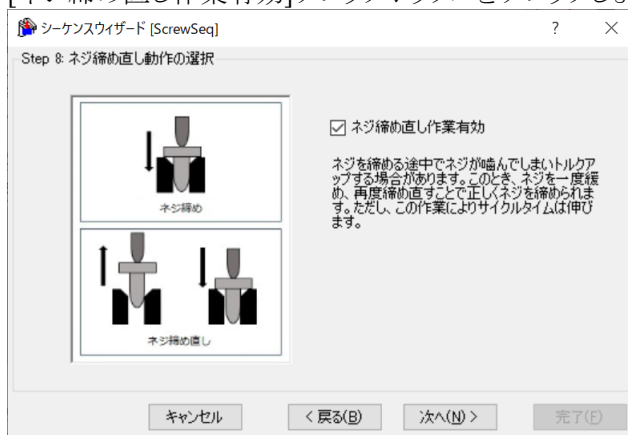 シーケンスウィザード [ScrewSeq]
Step 8: ネジ締め直し動作の選択
ネジ締め
ネジ締め直し
ネジ締め直し作業有効
ネジを締める途中でネジが噛んでしまいトルクア
ップする場合があります。このとき、ネジを一度緩
め、再度締め直すことで正しくネジを締められま
す。ただし、この作業によりサイクルタイムは伸び
ます。
キャンセル
< 戻る(B)
次へ(N) >
完了(F)